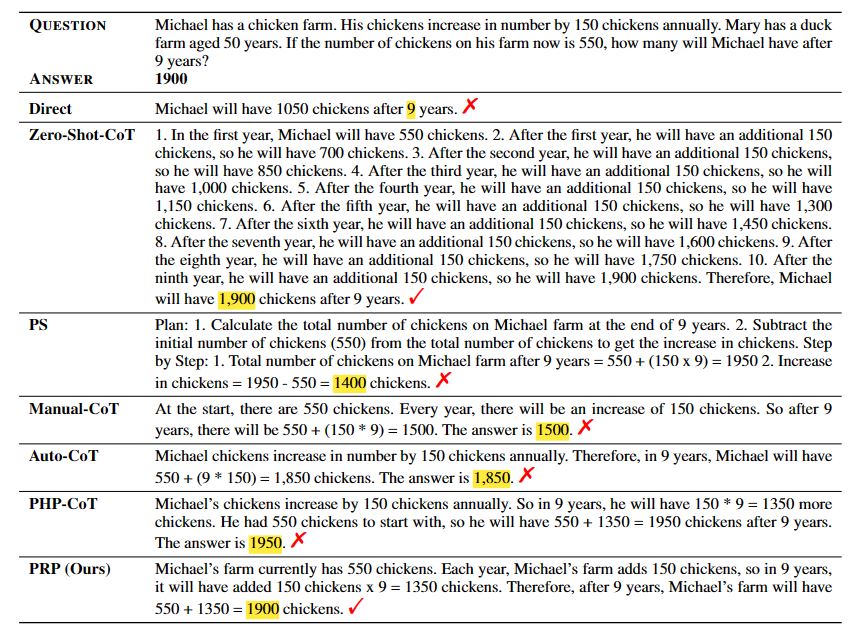 QUESTION Michael has a chicken farm. His chickens increase in number by 150 chickens annually. Mary has a duck
farm aged 50 years. If the number of chickens on his farm now is 550, how many will Michael have after
9 years?
ANSWER 1900
Direct Michael will have 1050 chickens after 9 years. ✗
Zero-Shot-CoT 1. In the first year, Michael will have 550 chickens. 2. After the first year, he will have an additional 150
chickens, so he will have 700 chickens. 3. After the second year, he will have an additional 150 chickens,
so he will have 850 chickens. 4. After the third year, he will have an additional 150 chickens, so he will
have 1,000 chickens. 5. After the fourth year, he will have an additional 150 chickens, so he will have
1,150 chickens. 6. After the fifth year, he will have an additional 150 chickens, so he will have 1,300
chickens. 7. After the sixth year, he will have an additional 150 chickens, so he will have 1,450 chickens.
8. After the seventh year, he will have an additional 150 chickens, so he will have 1,600 chickens. 9. After
the eighth year, he will have an additional 150 chickens, so he will have 1,750 chickens. 10. After the
ninth year, he will have an additional 150 chickens, so he will have 1,900 chickens. Therefore, Michael
will have 1,900 chickens after 9 years. ✓
PS Plan: 1. Calculate the total number of chickens on Michael farm at the end of 9 years. 2. Subtract the
initial number of chickens (550) from the total number of chickens to get the increase in chickens. Step
by Step: 1. Total number of chickens on Michael farm after 9 years = 550 + (150 x 9) = 1950 2. Increase
in chickens = 1950 - 550 = 1400 chickens. ✗
Manual-CoT At the start, there are 550 chickens. Every year, there will be an increase of 150 chickens. So after 9
years, there will be 550 + (150 * 9) = 1500. The answer is 1500. ✗
Auto-CoT Michael chickens increase in number by 150 chickens annually. Therefore, in 9 years, Michael will have
550 + (9 * 150) = 1,850 chickens. The answer is 1,850. ✗
PHP-CoT Michael's chickens increase by 150 chickens annually. So in 9 years, he will have 150 * 9 = 1350 more
chickens. He had 550 chickens to start with, so he will have 550 + 1350 = 1950 chickens after 9 years.
The answer is 1950. ✗
PRP (Ours) Michael's farm currently has 550 chickens. Each year, Michael's farm adds 150 chickens, so in 9 years,
it will have added 150 chickens x 9 = 1350 chickens. Therefore, after 9 years, Michael's farm will have
550 + 1350 = 1900 chickens. ✓